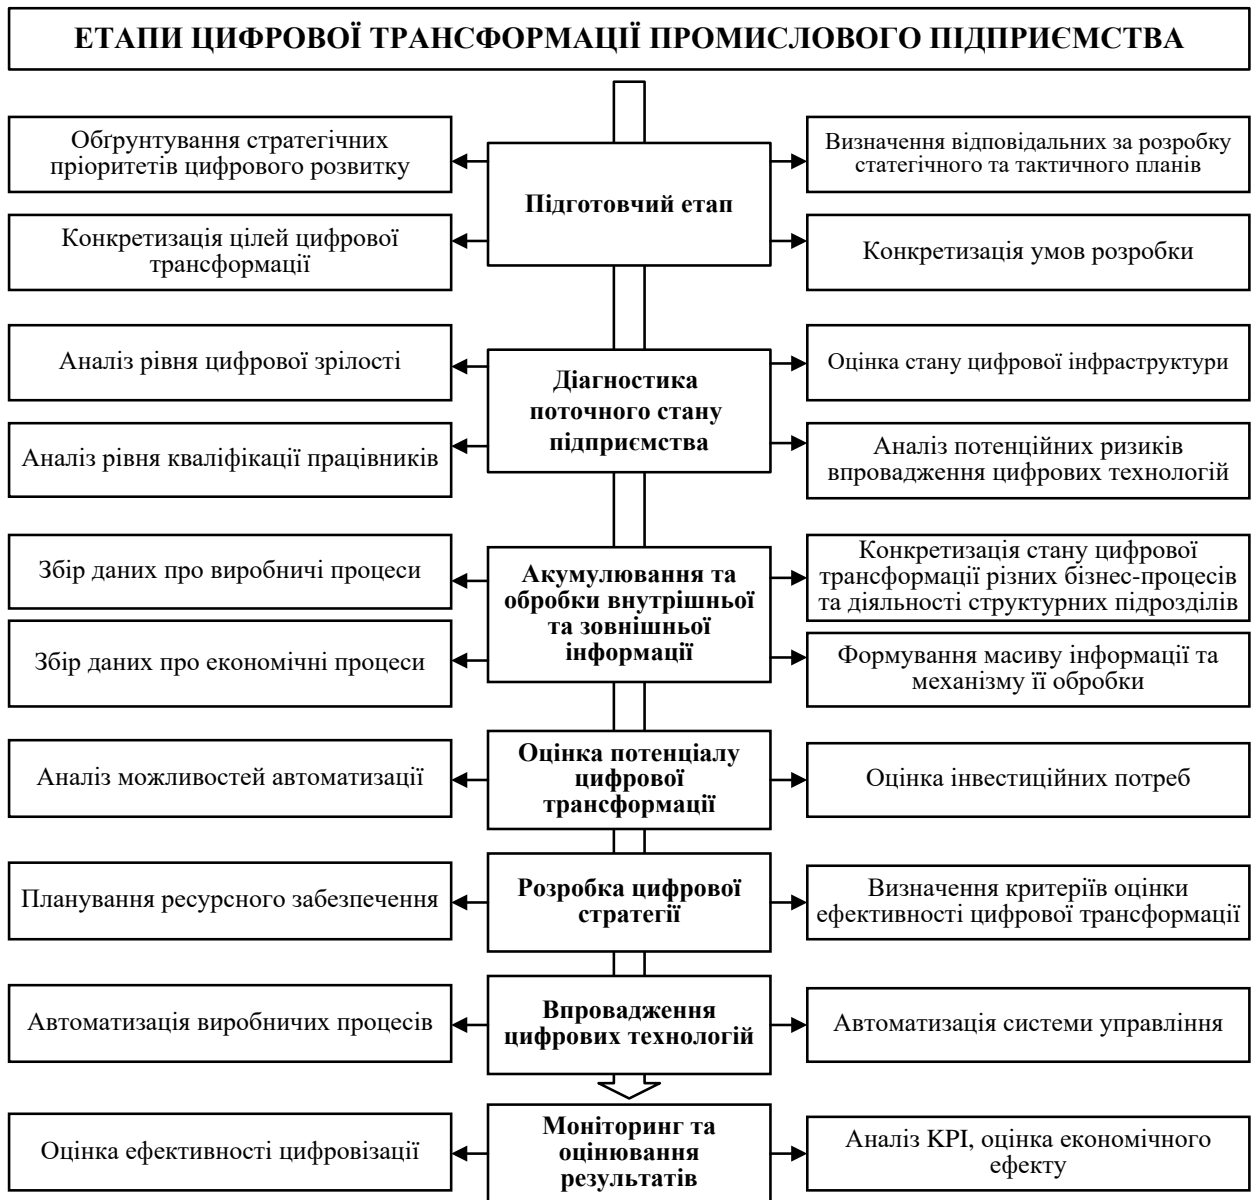 ЕТАПИ ЦИФРОВОЇ ТРАНСФОРМАЦІЇ ПРОМИСЛОВОГО ПІДПРИЄМСТВА
Обґрунтування стратегічних
пріоритетів цифрового розвитку
Підготовчий етап
Визначення відповідальних за розробку
статегічного та тактичного планів
Конкретизація цілей цифрової
трансформації
Конкретизація умов розробки
Аналіз рівня цифрової зрілості
Діагностика
поточного стану
підприємства
Оцінка стану цифрової інфраструктури
Аналіз рівня кваліфікації працівників
Аналіз потенційних ризиків
впровадження цифрових технологій
Збір даних про виробничі процеси
Акумулювання та
обробки внутрішньої
та зовнішньої
інформації
Конкретизація стану цифрової
трансформації різних бізнес-процесів
та діяльності структурних підрозділів
Збір даних про економічні процеси
Формування масиву інформації та
механізму її обробки
Аналіз можливостей автоматизації
Оцінка потенціалу
цифрової
трансформації
Оцінка інвестиційних потреб
Планування ресурсного забезпечення
Розробка цифрової
стратегії
Визначення критеріїв оцінки
ефективності цифрової трансформації
Автоматизація виробничих процесів
Впровадження
цифрових технологій
Автоматизація системи управління
Оцінка ефективності цифровізації
Моніторинг та
оцінювання
результатів
Аналіз KPI, оцінка економічного
ефекту